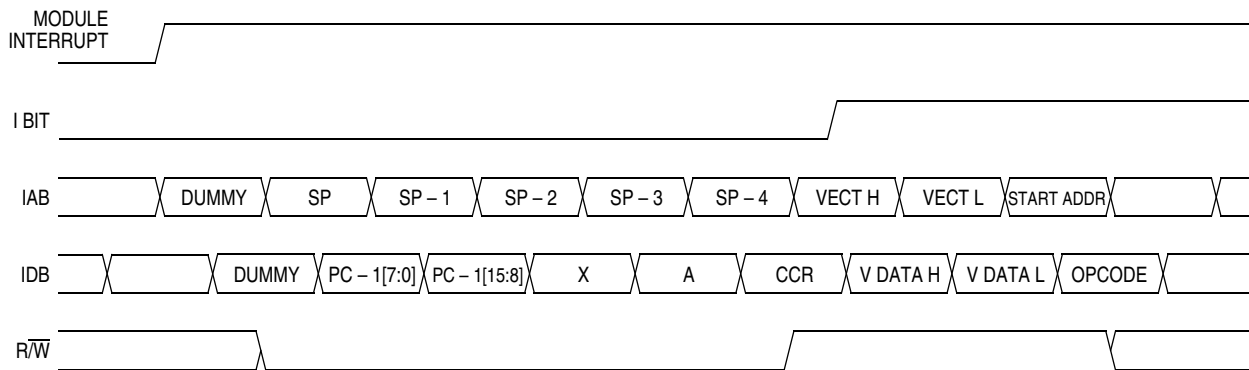 MODULE
INTERRUPT
I BIT
IAB DUMMY SP SP – 1 SP – 2 SP – 3 SP – 4 VECT H VECT L START ADDR
IDB DUMMY PC – 1[7:0] PC – 1[15:8] X A CCR V DATA H V DATA L OPCODE
R/W̅